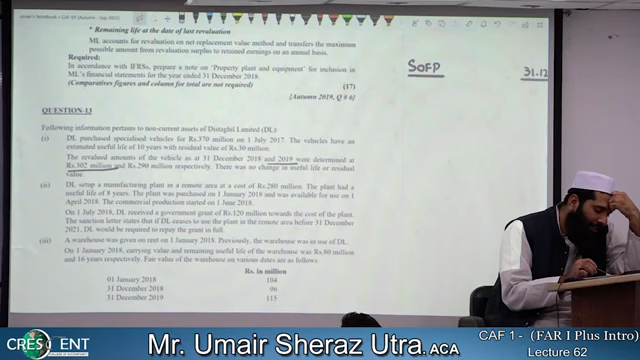 umair's Notebook » CAF-01 (Autumn - Sep 2022)
* Remaining life at the date of last revaluation
ML accounts for revaluation on net replacement value method and transfers the maximum
possible amount from revaluation surplus to retained earnings on an annual basis.
Required:
In accordance with IFRSs, prepare a note on 'Property plant and equipment' for inclusion in
ML's financial statements for the year ended 31 December 2018.
(Comparatives figures and column for total are not required) (17)
{Autumn 2019, Q # 6}
QUESTION-13
Following information pertains to non-current assets of Distaghil Limited (DL):
(i) DL purchased specialised vehicles for Rs.370 million on 1 July 2017. The vehicles have an
estimated useful life of 10 years with residual value of Rs.30 million.
The revalued amounts of the vehicle as at 31 December 2018 and 2019 were determined at
Rs.302 million and Rs.290 million respectively. There was no change in useful life or residual
value.
(ii) DL setup a manufacturing plant in a remote area at a cost of Rs.280 million. The plant had a
useful life of 8 years. The plant was purchased on 1 January 2018 and was available for use on 1
April 2018. The commercial production started on 1 June 2018.
On 1 July 2018, DL received a government grant of Rs.120 million towards the cost of the plant.
The sanction letter states that if DL ceases to use the plant in the remote area before 31 December
2021, DL would be required to repay the grant in full.
(iii) A warehouse was given on rent on 1 January 2018. Previously, the warehouse was in use of DL.
On 1 January 2018, carrying value and remaining useful life of the warehouse was Rs.80 million
and 16 years respectively. Fair value of the warehouse on various dates are as follows:
Rs. in million
01 January 2018 104
31 December 2018 96
31 December 2019 115
SOFP 31.12
CRESCENT
Mr. Umair Sheraz Utra. ACA
CAF 1 - (FAR I Plus Intro)
Lecture 62